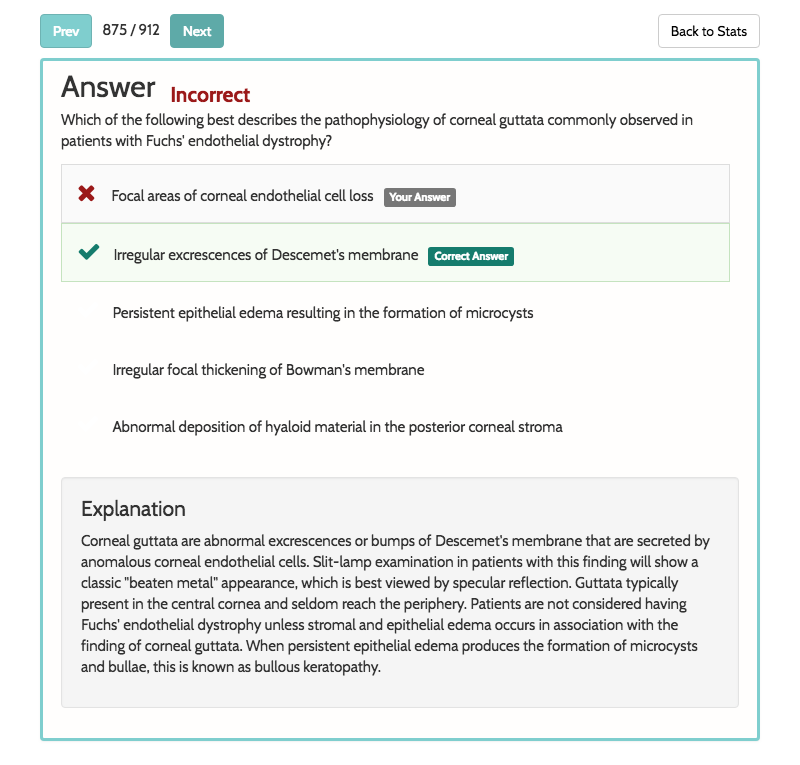 Prev 875 / 912 Next Back to Stats
Answer Incorrect
Which of the following best describes the pathophysiology of corneal guttata commonly observed in
patients with Fuchs' endothelial dystrophy?
Focal areas of corneal endothelial cell loss Your Answer
Irregular excrescences of Descemet's membrane Correct Answer
Persistent epithelial edema resulting in the formation of microcysts
Irregular focal thickening of Bowman's membrane
Abnormal deposition of hyaloid material in the posterior corneal stroma
Explanation
Corneal guttata are abnormal excrescences or bumps of Descemet's membrane that are secreted by
anomalous corneal endothelial cells. Slit-lamp examination in patients with this finding will show a
classic "beaten metal" appearance, which is best viewed by specular reflection. Guttata typically
present in the central cornea and seldom reach the periphery. Patients are not considered having
Fuchs' endothelial dystrophy unless stromal and epithelial edema occurs in association with the
finding of corneal guttata. When persistent epithelial edema produces the formation of microcysts
and bullae, this is known as bullous keratopathy.